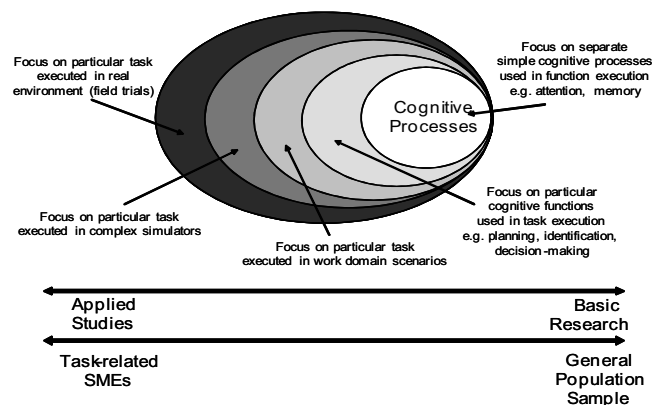 Focus on particular task
executed in real
environment (field trials)
Focus on separate
simple cognitive processes
used in function execution
e.g. attention, memory
Cognitive
Processes
Focus on particular task
executed in complex simulators
Focus on particular task
executed in work domain scenarios
Focus on particular
cognitive functions
used in task execution
e.g. planning, identification,
decision-making
Applied
Studies
Basic
Research
Task-related
SMEs
General
Population
Sample